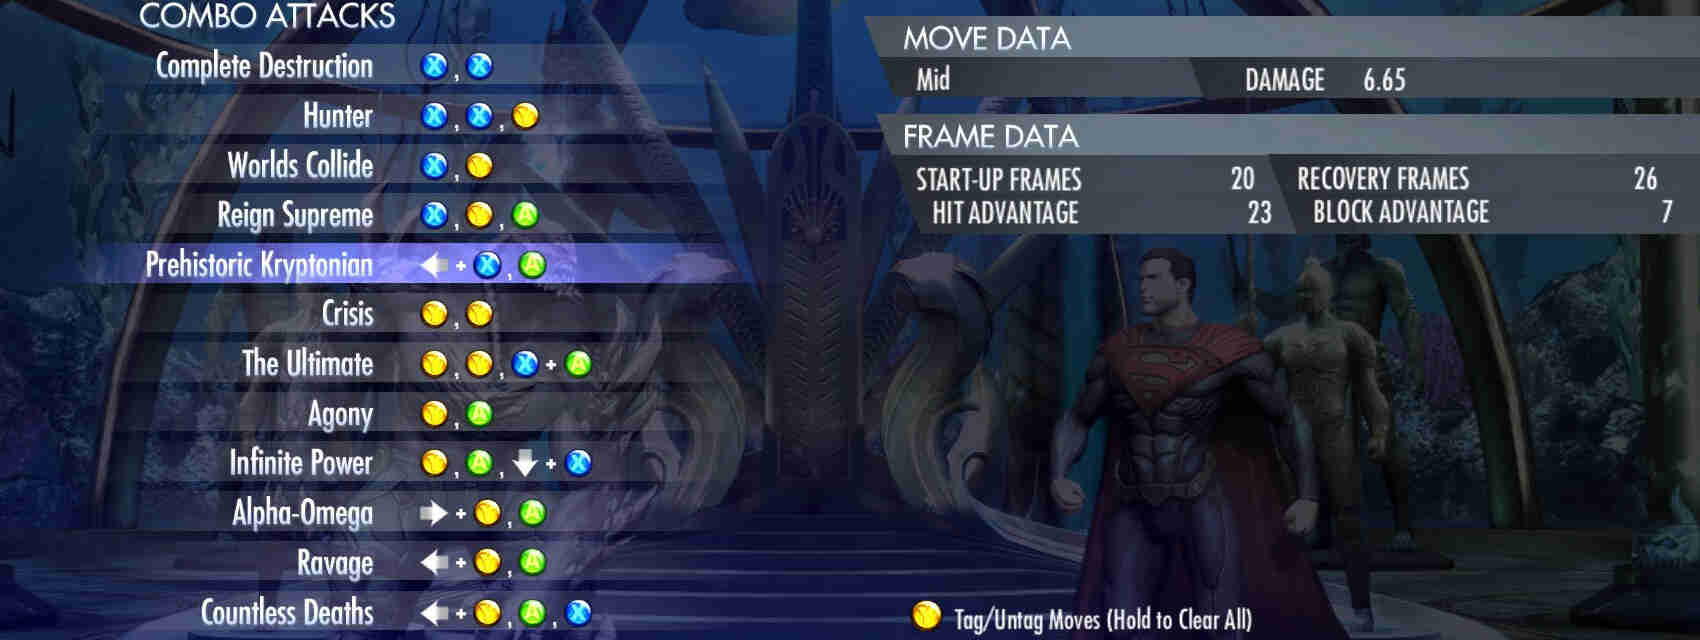 COMBO ATTACKS
Complete Destruction X, X
Hunter X, X, Y
Worlds Collide X, Y
Reign Supreme X, Y, A
Prehistoric Kryptonian ← + X, A
Crisis Y, Y
The Ultimate Y, Y, X + A
Agony Y, A
Infinite Power Y, A, ↓ + X
Alpha-Omega → + Y, A
Ravage ← + Y, A
Countless Deaths ← + Y, A, X
MOVE DATA
Mid DAMAGE 6.65
FRAME DATA
START-UP FRAMES 20 RECOVERY FRAMES 26
HIT ADVANTAGE 23 BLOCK ADVANTAGE 7
Y Tag/Untag Moves (Hold to Clear All)